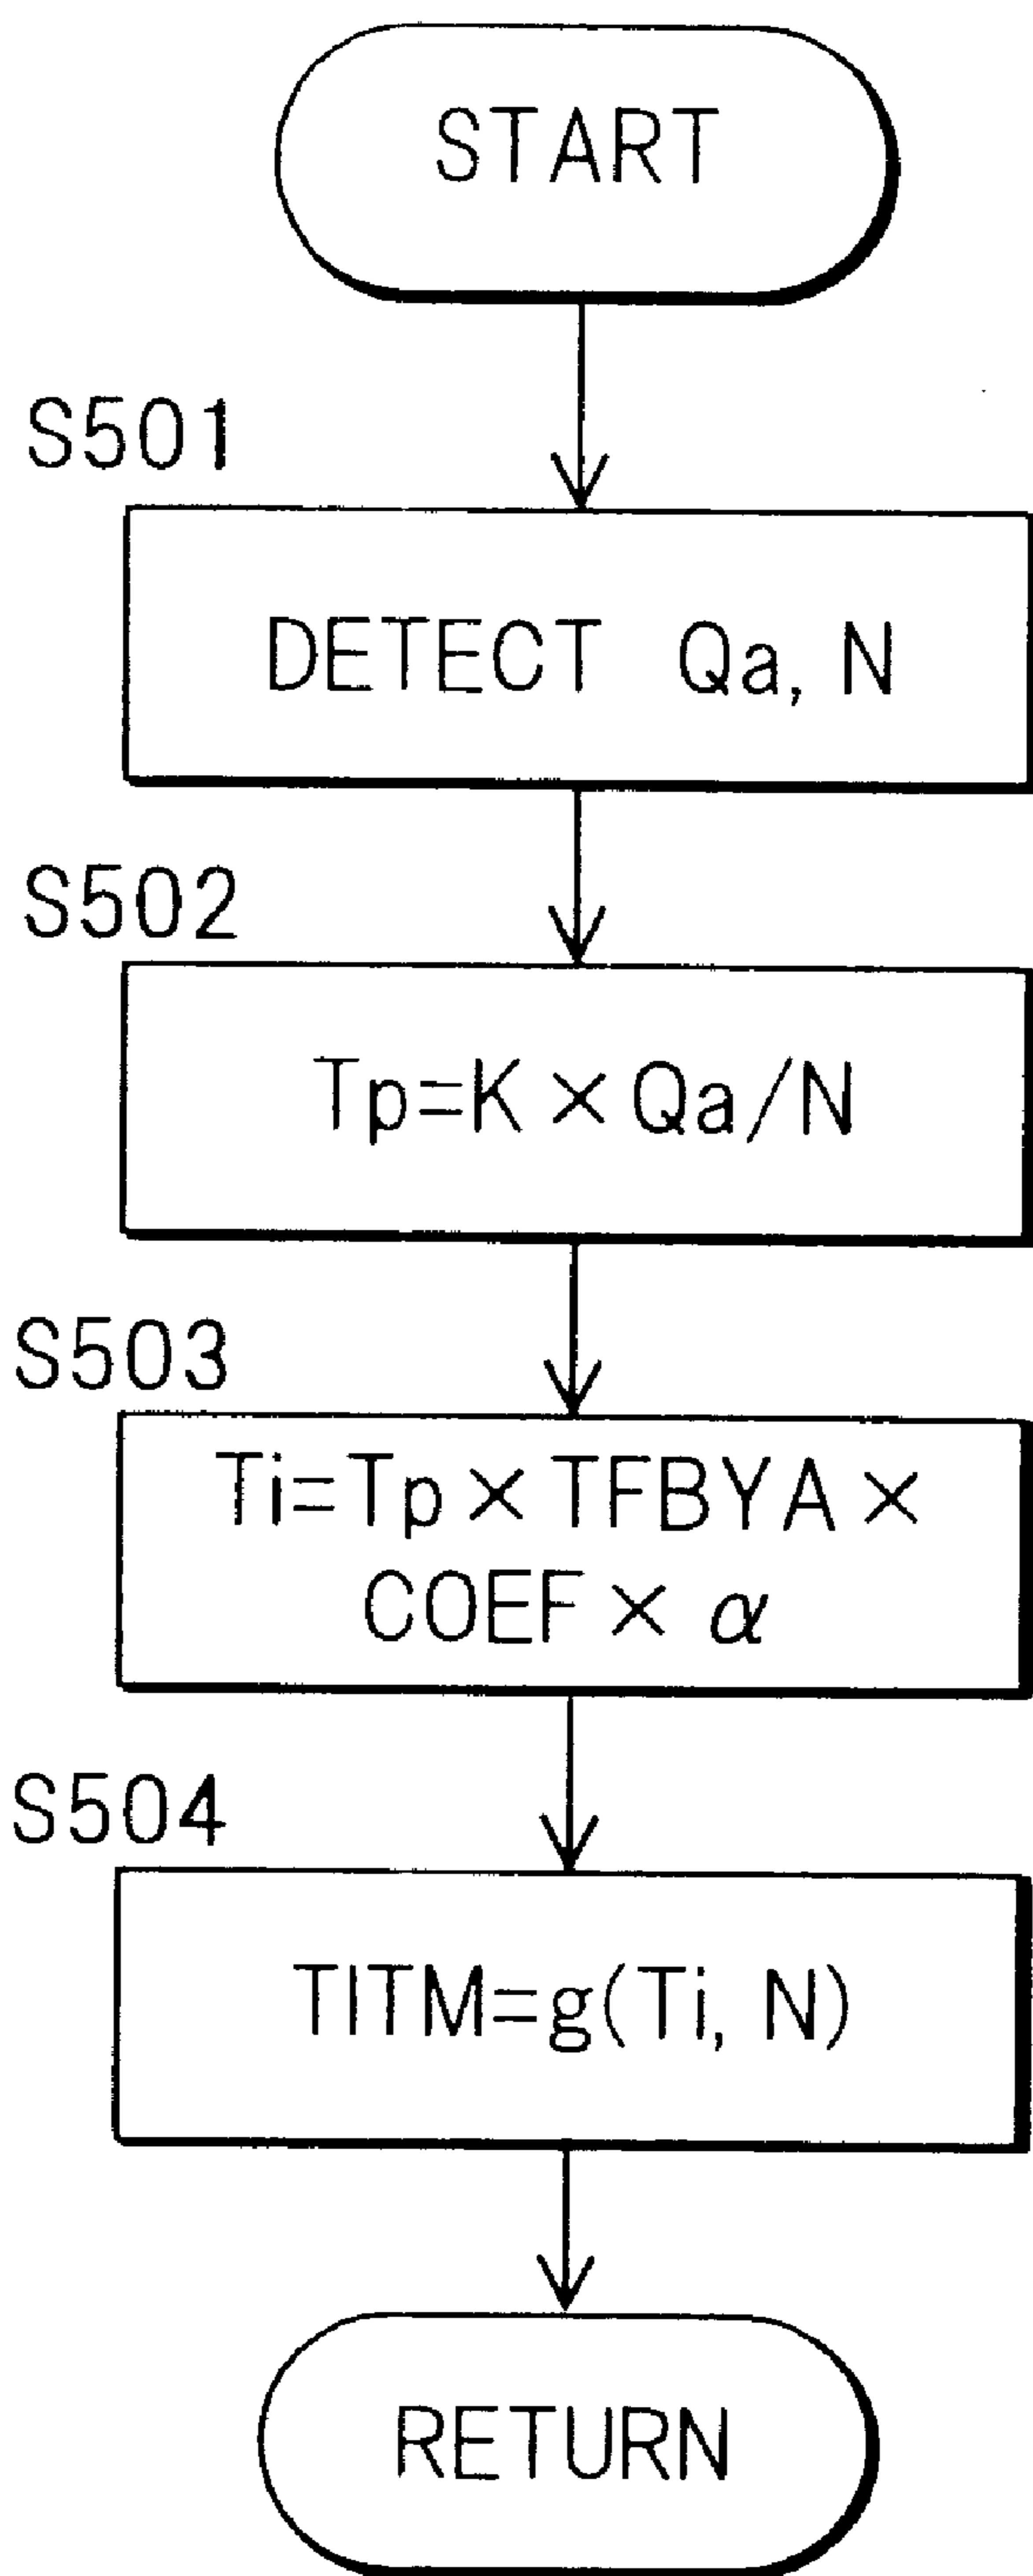 START
S501
DETECT Qa, N
S502
Tp=K×Qa/N
S503
Ti=Tp×TFBYA×
COEF×α
S504
TITM=g(Ti, N)
RETURN